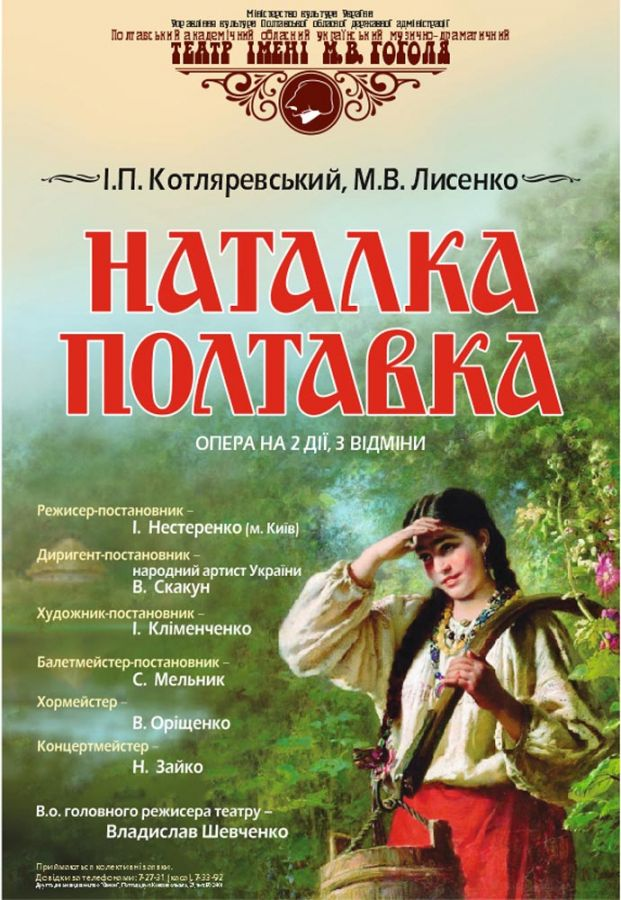 Міністерство культури України
Управління культури Полтавської обласної державної адміністрації
Полтавський академічний обласний український музично-драматичний
ТЕАТР ІМЕНІ М.В. ГОГОЛЯ
І.П. Котляревський, М.В. Лисенко
НАТАЛКА
ПОЛТАВКА
ОПЕРА НА 2 ДІЇ, 3 ВІДМІНИ
Режисер-постановник –
І. Нестеренко (м. Київ)
Диригент-постановник –
народний артист України
В. Скакун
Художник-постановник –
І. Кліменченко
Балетмейстер-постановник –
С. Мельник
Хормейстер –
В. Оріщенко
Концертмейстер –
Н. Зайко
В.о. головного режисера театру –
Владислав Шевченко
Приймаються колективні заявки.
Довідки за телефонами: 7-27-31 (каса), 7-33-92